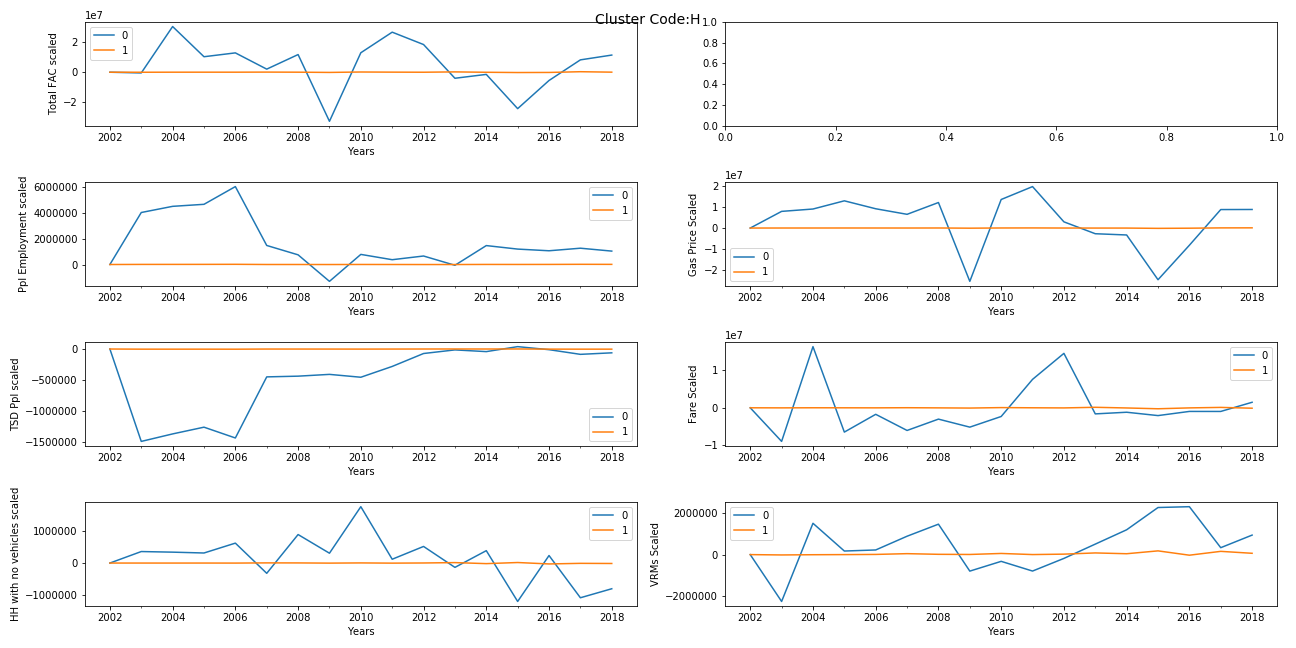 Cluster Code:H
1e7
Total FAC scaled
2
0
−2
0
1
2002 2004 2006 2008 2010 2012 2014 2016 2018
Years
1.0
0.8
0.6
0.4
0.2
0.0
0.0 0.2 0.4 0.6 0.8 1.0
Ppl Employment scaled
6000000
4000000
2000000
0
0
1
2002 2004 2006 2008 2010 2012 2014 2016 2018
Years
1e7
Gas Price Scaled
2
1
0
−1
−2
0
1
2002 2004 2006 2008 2010 2012 2014 2016 2018
Years
TSD Ppl scaled
0
−500000
−1000000
−1500000
0
1
2002 2004 2006 2008 2010 2012 2014 2016 2018
Years
1e7
Fare Scaled
1
0
−1
0
1
2002 2004 2006 2008 2010 2012 2014 2016 2018
Years
HH with no vehicles scaled
1000000
0
−1000000
0
1
2002 2004 2006 2008 2010 2012 2014 2016 2018
Years
VRMs Scaled
2000000
0
−2000000
0
1
2002 2004 2006 2008 2010 2012 2014 2016 2018
Years